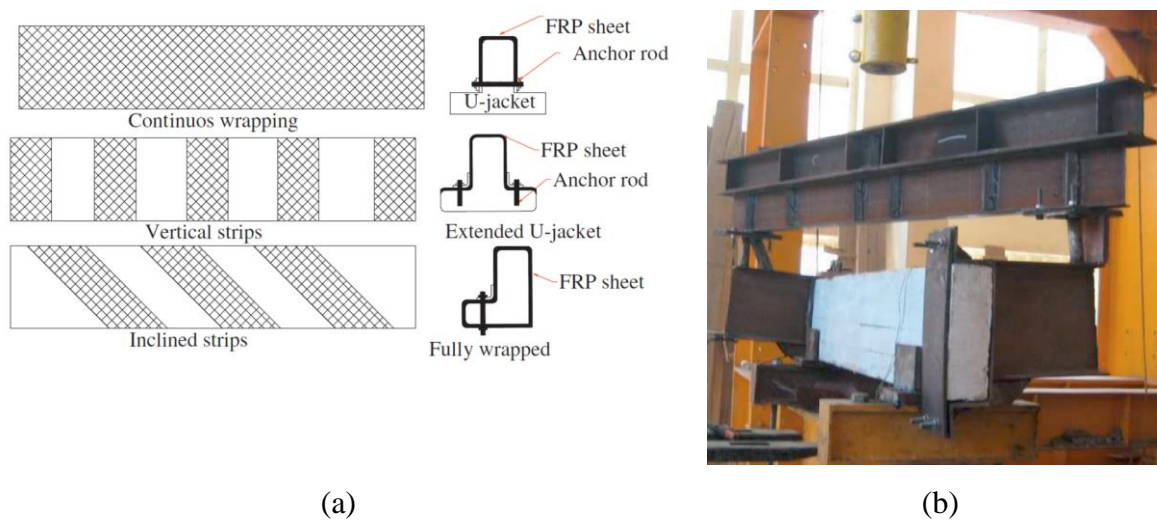 FRP sheet
Anchor rod
U-jacket
Continuos wrapping
FRP sheet
Anchor rod
Vertical strips
Extended U-jacket
FRP sheet
Inclined strips
Fully wrapped
(a)
(b)